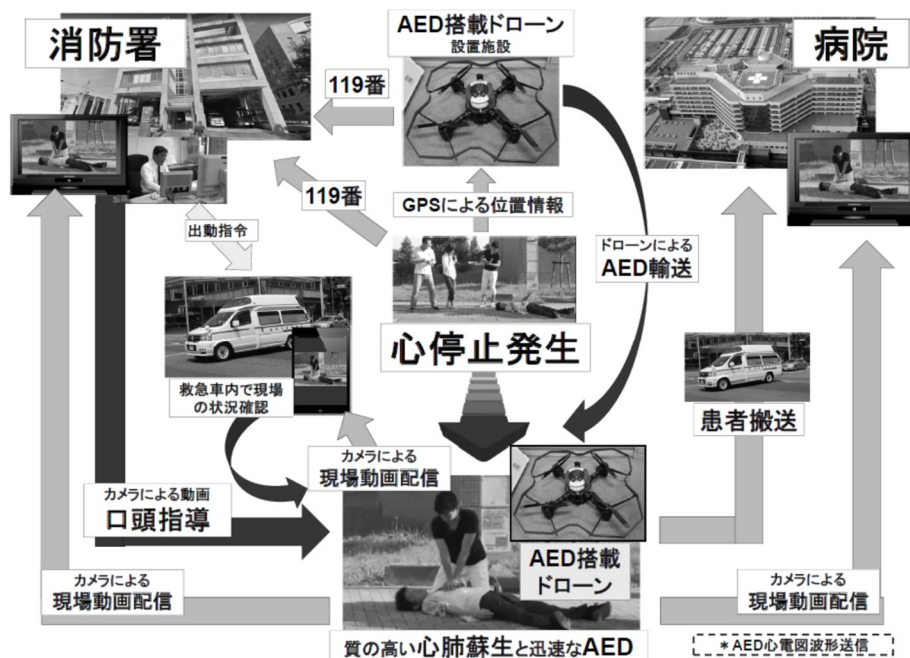 消防署
AED搭載ドローン
設置施設
病院
119番
119番
GPSによる位置情報
出動指令
ドローンによる
AED輸送
心停止発生
救急車内で現場
の状況確認
患者搬送
カメラによる
現場動画配信
カメラによる動画
口頭指導
AED搭載
ドローン
カメラによる
現場動画配信
カメラによる
現場動画配信
質の高い心肺蘇生と迅速なAED
*AED心電図波形送信